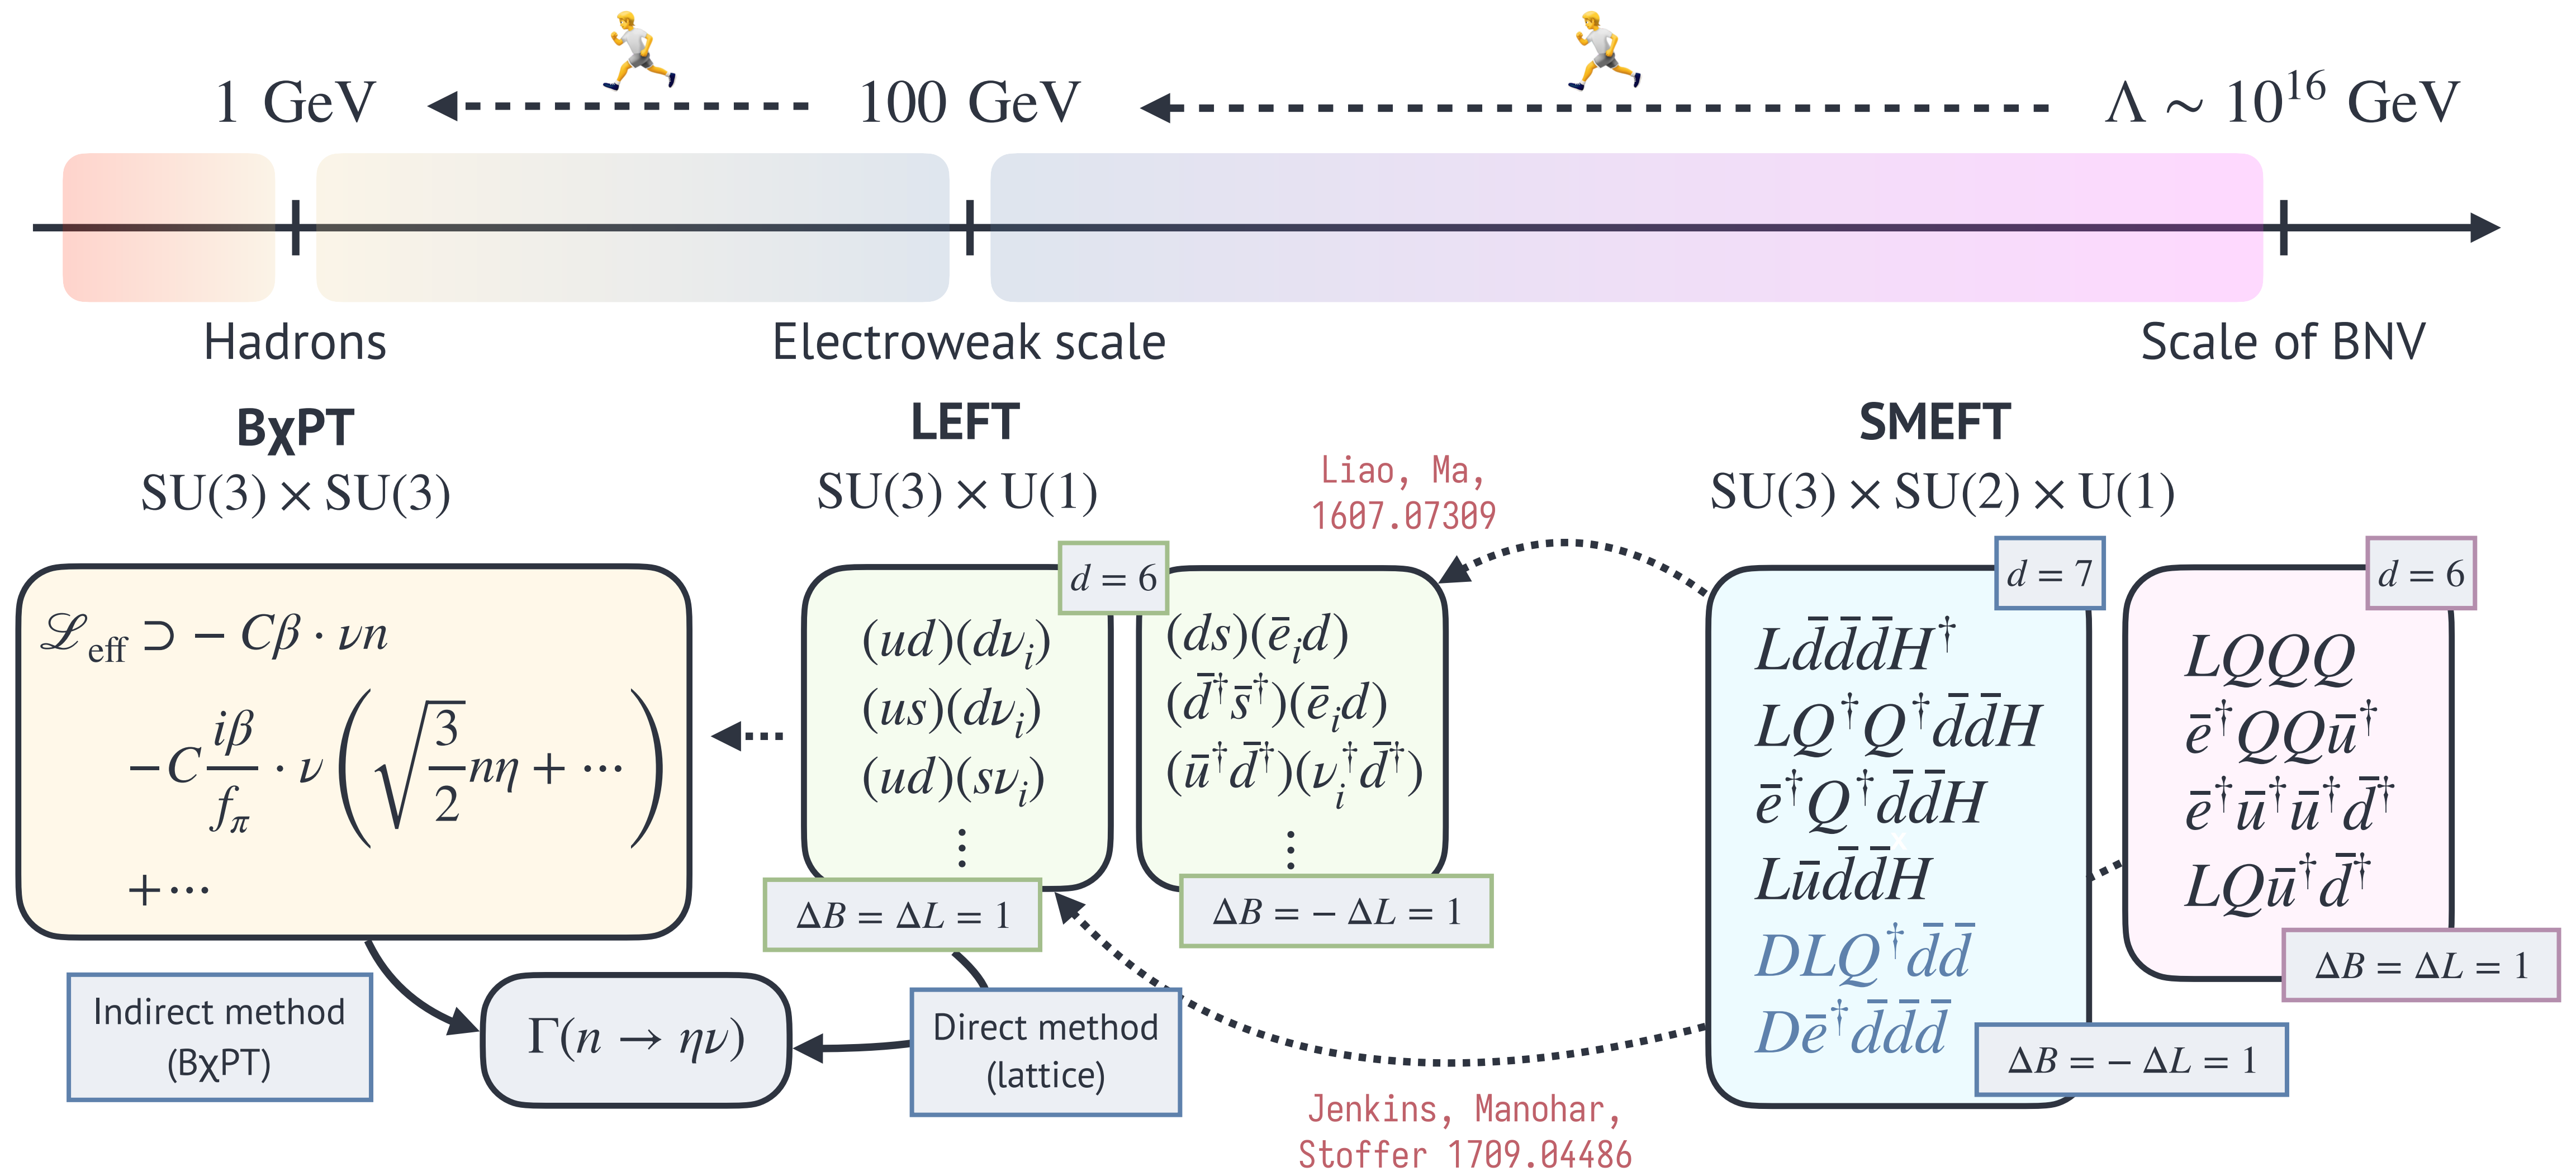 1 GeV
100 GeV
Λ ∼ 10¹⁶ GeV
Hadrons
Electroweak scale
Scale of BNV
BχPT
SU(3) × SU(3)
LEFT
SU(3) × U(1)
SMEFT
SU(3) × SU(2) × U(1)
Liao, Ma,
1607.07309
ℒ_eff ⊃ − Cβ · νn
−C iβ/f_π · ν (√(3/2) nη + ⋯)
+ ⋯
d = 6
(ud)(dν_i)
(us)(dν_i)
(ud)(sν_i)
⋮
ΔB = ΔL = 1
(ds)(ē_i d)
(d̄†s̄†)(ē_i d)
(ū†d̄†)(ν_i†d̄†)
⋮
ΔB = − ΔL = 1
d = 7
Ld̄d̄d̄H†
LQ†Q†d̄d̄H
ē†Q†d̄d̄H
x
Lūd̄d̄H
DLQ†d̄d̄
Dē†d̄d̄d̄
ΔB = − ΔL = 1
d = 6
LQQQ
ē†QQū†
ē†ū†ū†d̄†
LQū†d̄†
ΔB = ΔL = 1
Indirect method
(BχPT)
Γ(n → ην)
Direct method
(lattice)
Jenkins, Manohar,
Stoffer 1709.04486